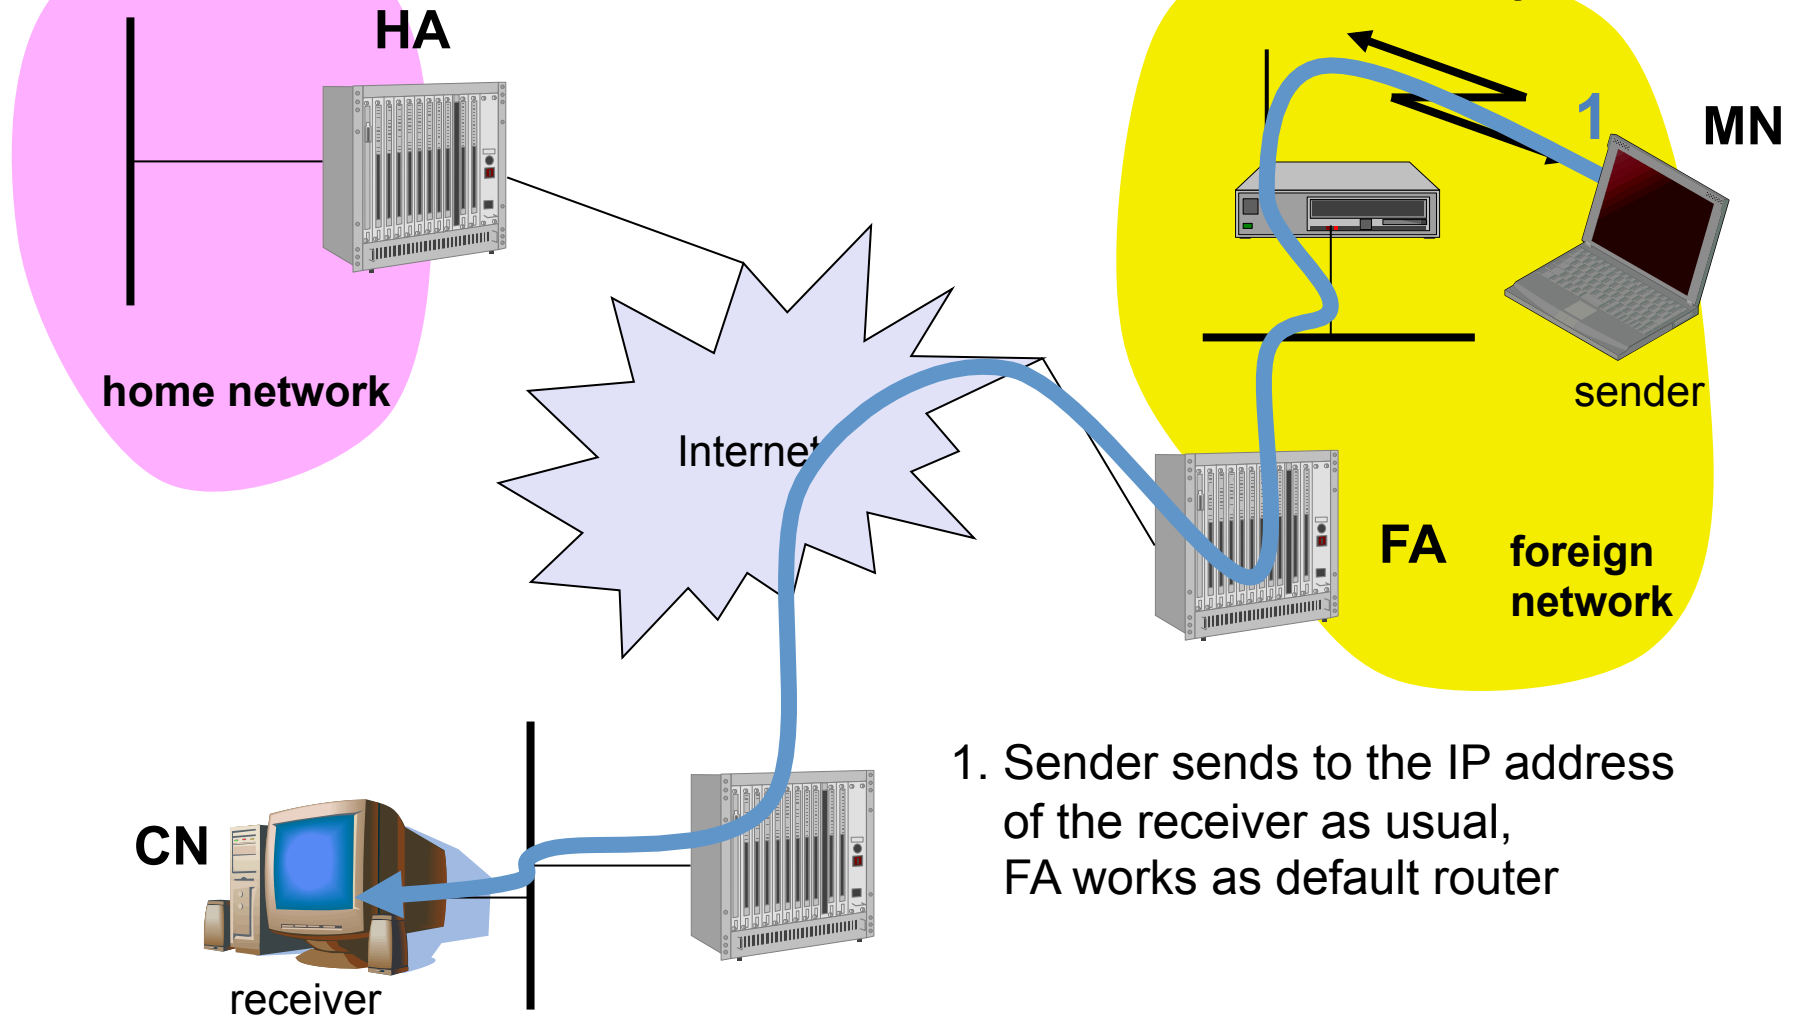 HA
1
MN
home network
sender
Internet
FA
foreign
network
1. Sender sends to the IP address
of the receiver as usual,
FA works as default router
CN
receiver